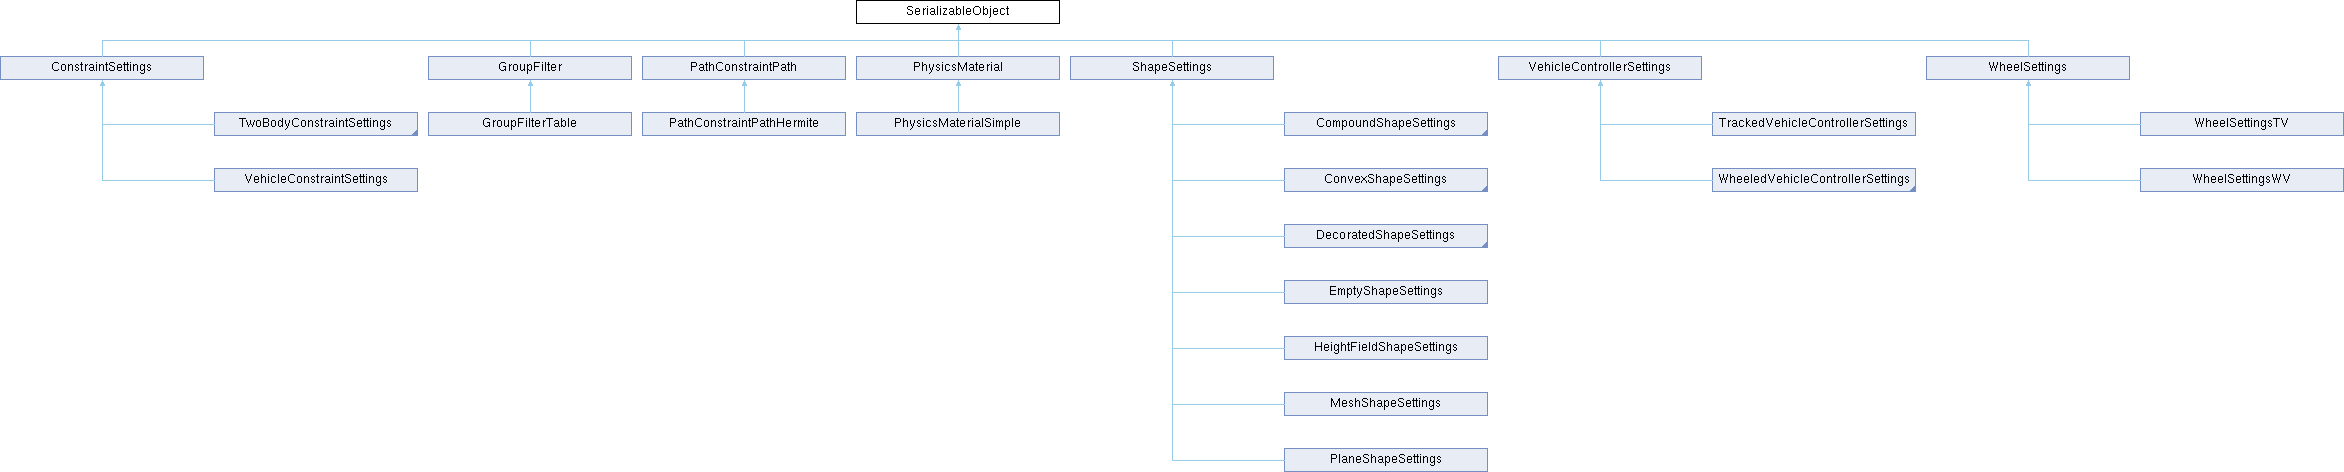 SerializableObject
ConstraintSettings
GroupFilter
PathConstraintPath
PhysicsMaterial
ShapeSettings
VehicleControllerSettings
WheelSettings
TwoBodyConstraintSettings
GroupFilterTable
PathConstraintPathHermite
PhysicsMaterialSimple
CompoundShapeSettings
TrackedVehicleControllerSettings
WheelSettingsTV
VehicleConstraintSettings
ConvexShapeSettings
WheeledVehicleControllerSettings
WheelSettingsWV
DecoratedShapeSettings
EmptyShapeSettings
HeightFieldShapeSettings
MeshShapeSettings
PlaneShapeSettings